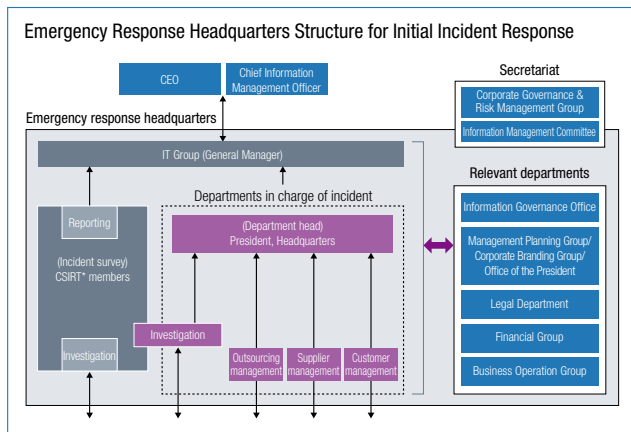 Emergency Response Headquarters Structure for Initial Incident Response
CEO
Chief Information
Management Officer
Secretariat
Corporate Governance &
Risk Management Group
Information Management Committee
Emergency response headquarters
IT Group (General Manager)
Relevant departments
Departments in charge of incident
Reporting
(Incident survey)
CSIRT* members
Investigation
(Department head)
President, Headquarters
Investigation
Outsourcing
management
Supplier
management
Customer
management
Information Governance Office
Management Planning Group/
Corporate Branding Group/
Office of the President
Legal Department
Financial Group
Business Operation Group